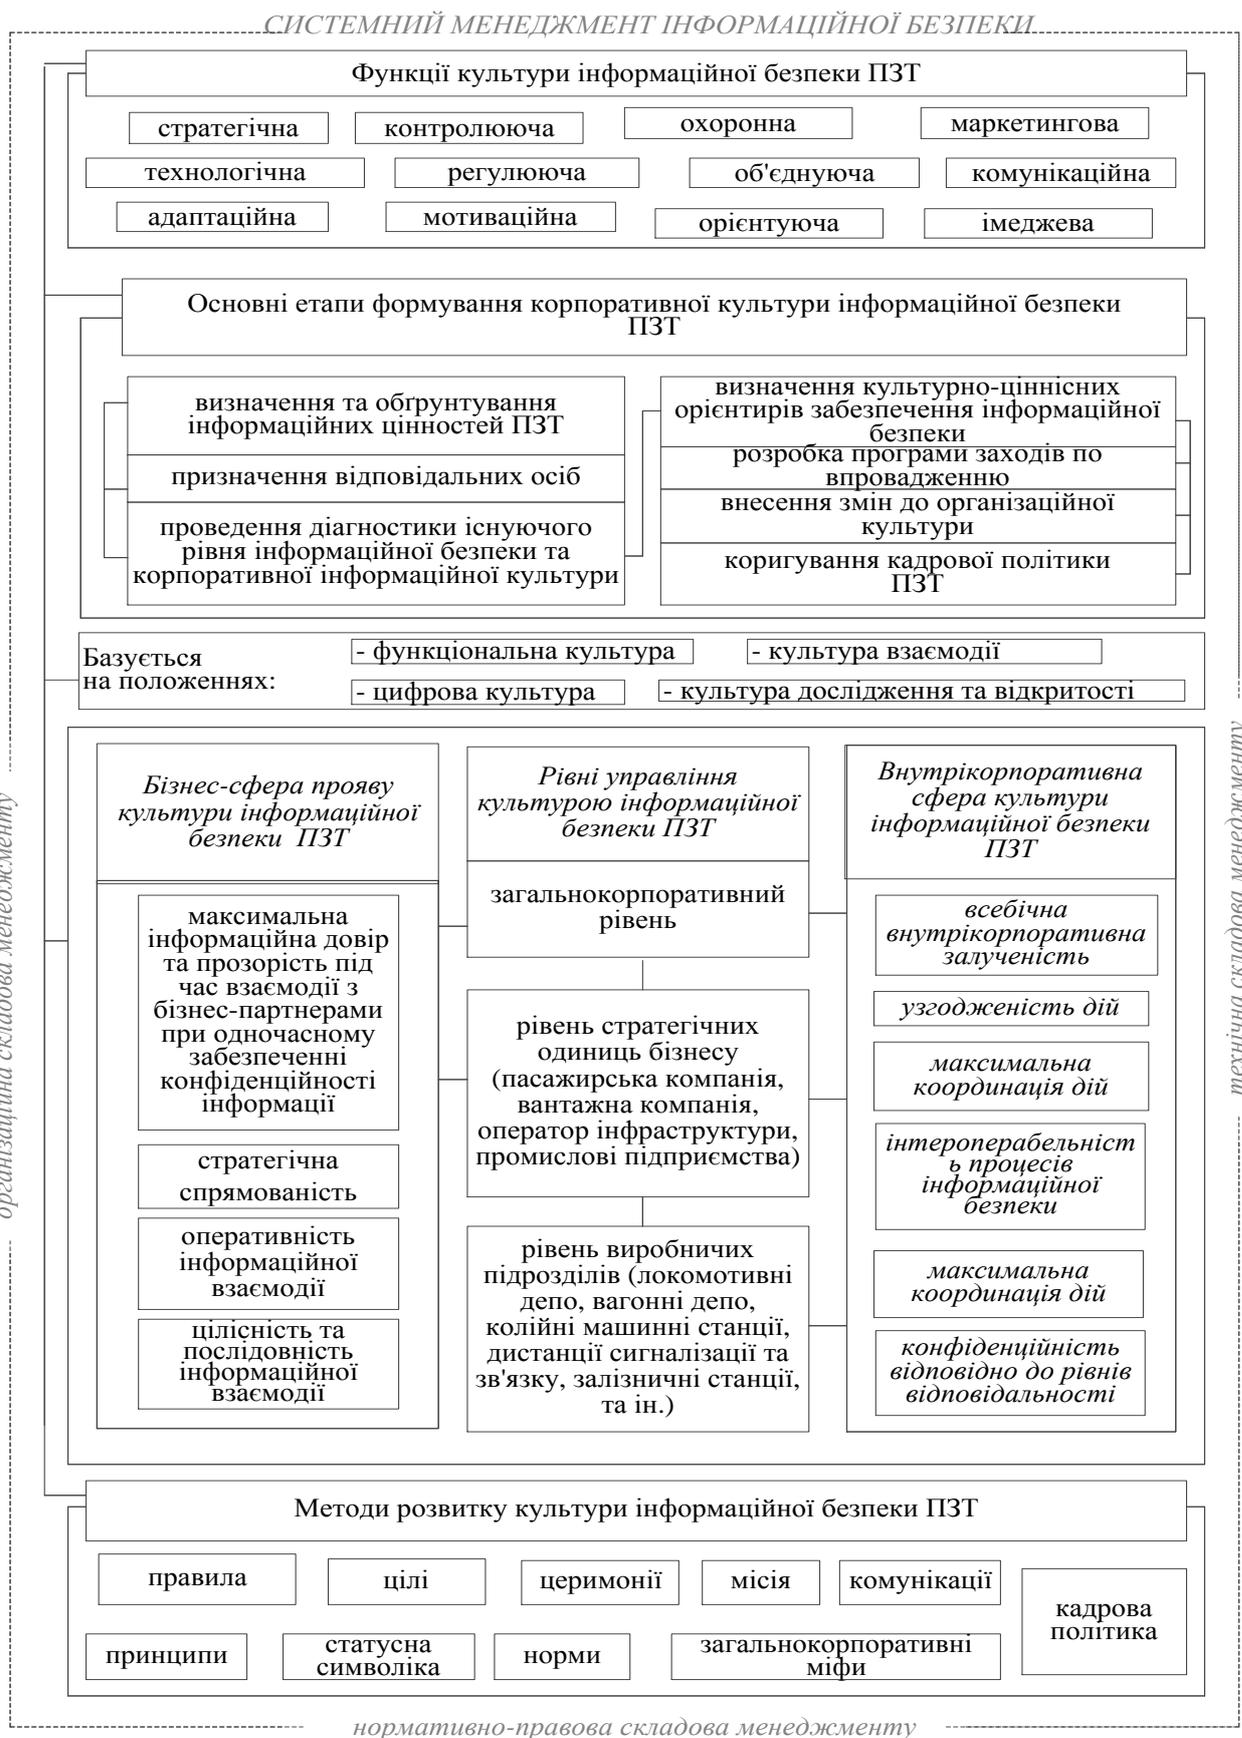 СИСТЕМНИЙ МЕНЕДЖМЕНТ ІНФОРМАЦІЙНОЇ БЕЗПЕКИ
Функції культури інформаційної безпеки ПЗТ
стратегічна
контролююча
охоронна
маркетингова
технологічна
регулююча
об'єднуюча
комунікаційна
адаптаційна
мотиваційна
орієнтуюча
імеджева
Основні етапи формування корпоративної культури інформаційної безпеки
ПЗТ
визначення та обґрунтування
інформаційних цінностей ПЗТ
призначення відповідальних осіб
проведення діагностики існуючого
рівня інформаційної безпеки та
корпоративної інформаційної культури
визначення культурно-ціннісних
орієнтирів забезпечення інформаційної
безпеки
розробка програми заходів по
впровадженню
внесення змін до організаційної
культури
коригування кадрової політики
ПЗТ
Базується
на положеннях:
- функціональна культура
- культура взаємодії
- цифрова культура
- культура дослідження та відкритості
Бізнес-сфера прояву
культури інформаційної
безпеки ПЗТ
максимальна
інформаційна довір
та прозорість під
час взаємодії з
бізнес-партнерами
при одночасному
забезпеченні
конфіденційності
інформації
стратегічна
спрямованість
оперативність
інформаційної
взаємодії
цілісність та
послідовність
інформаційної
взаємодії
Рівні управління
культурою інформаційної
безпеки ПЗТ
загальнокорпоративний
рівень
рівень стратегічних
одиниць бізнесу
(пасажирська компанія,
вантажна компанія,
оператор інфраструктури,
промислові підприємства)
рівень виробничих
підрозділів (локомотивні
депо, вагонні депо,
колійні машинні станції,
дистанції сигналізації та
зв'язку, залізничні станції,
та ін.)
Внутрікорпоративна
сфера культури
інформаційної безпеки
ПЗТ
всебічна
внутрікорпоративна
залученість
узгодженість дій
максимальна
координація дій
інтероперабельніст
ь процесів
інформаційної
безпеки
максимальна
координація дій
конфіденційність
відповідно до рівнів
відповідальності
організаційна складова менеджменту
технічна складова менеджменту
Методи розвитку культури інформаційної безпеки ПЗТ
правила
цілі
церимонії
місія
комунікації
кадрова
політика
принципи
статусна
символіка
норми
загальнокорпоративні
міфи
нормативно-правова складова менеджменту